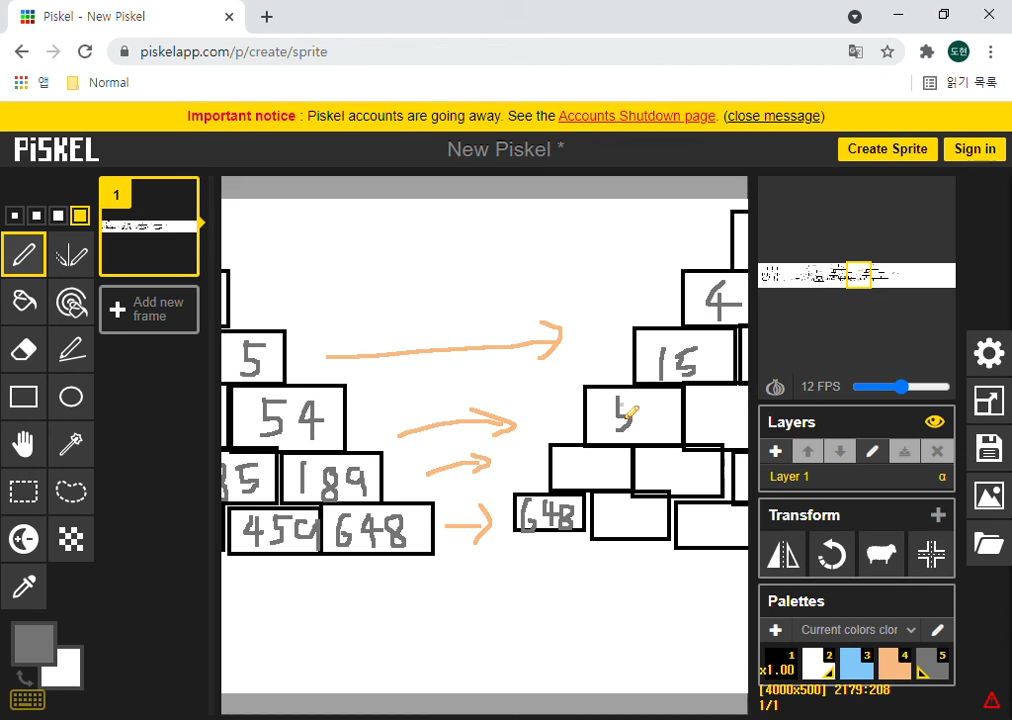 Piskel - New Piskel
piskelapp.com/p/create/sprite
도현
앱 Normal 읽기 목록
Important notice : Piskel accounts are going away. See the Accounts Shutdown page. (close message)
PiSKEL New Piskel * Create Sprite Sign in
1
Add new
frame
4
5 15
54 5
189
459 648 648
12 FPS
Layers
Layer 1 α
Transform
Palettes
Current colors clor
1 2 3 4 5
x1.00
[4000x500] 2179:208
1/1